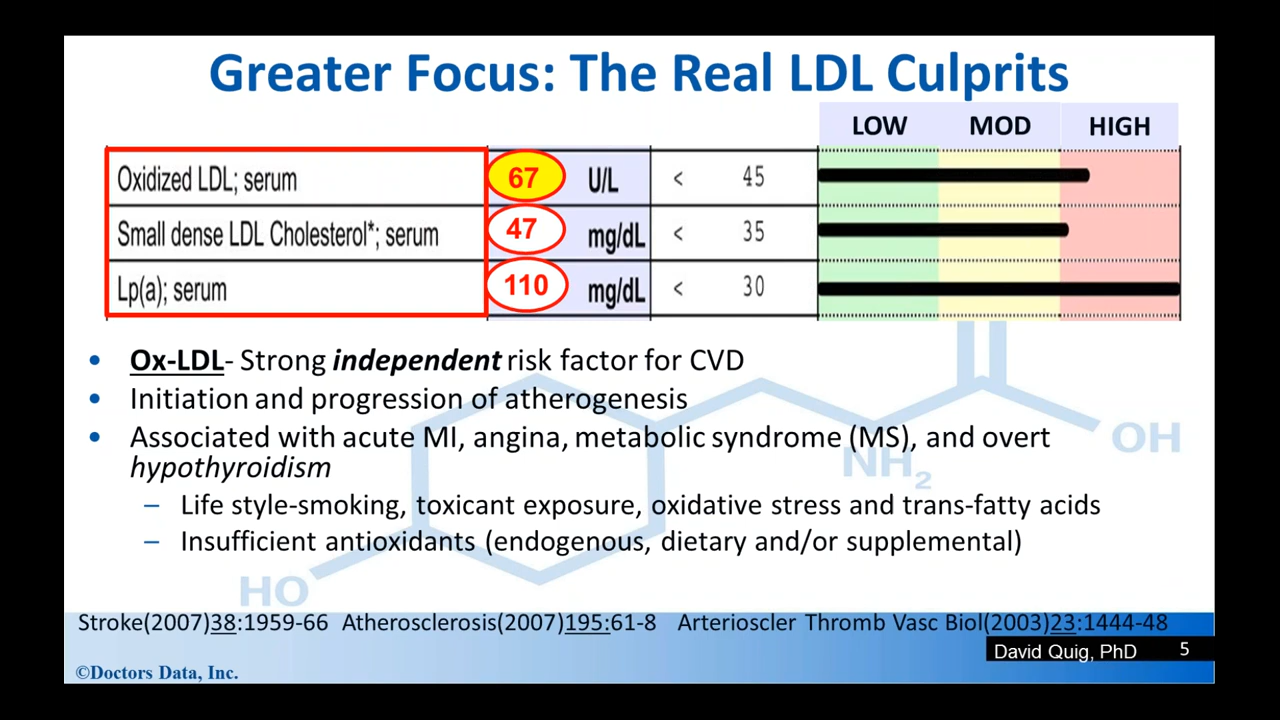 Greater Focus: The Real LDL Culprits
LOW MOD HIGH
Oxidized LDL; serum 67 U/L < 45
Small dense LDL Cholesterol*; serum 47 mg/dL < 35
Lp(a); serum 110 mg/dL < 30
• Ox-LDL- Strong independent risk factor for CVD
• Initiation and progression of atherogenesis
• Associated with acute MI, angina, metabolic syndrome (MS), and overt
hypothyroidism
– Life style-smoking, toxicant exposure, oxidative stress and trans-fatty acids
– Insufficient antioxidants (endogenous, dietary and/or supplemental)
OH
NH2
HO
Stroke(2007)38:1959-66 Atherosclerosis(2007)195:61-8 Arterioscler Thromb Vasc Biol(2003)23:1444-48
David Quig, PhD 5
©Doctors Data, Inc.